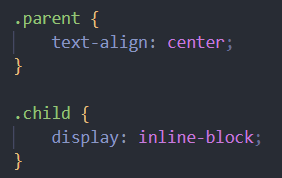 .parent {
    text-align: center;
}

.child {
    display: inline-block;
}